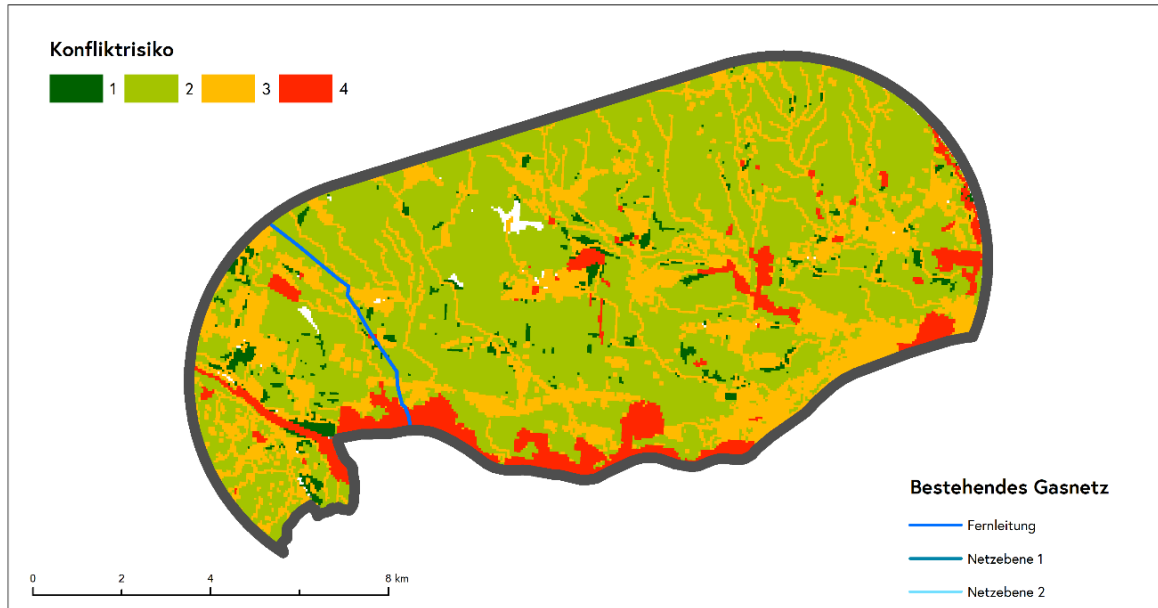 Konfliktrisiko
1 2 3 4
Bestehendes Gasnetz
Fernleitung
Netzebene 1
Netzebene 2
0 2 4 8 km